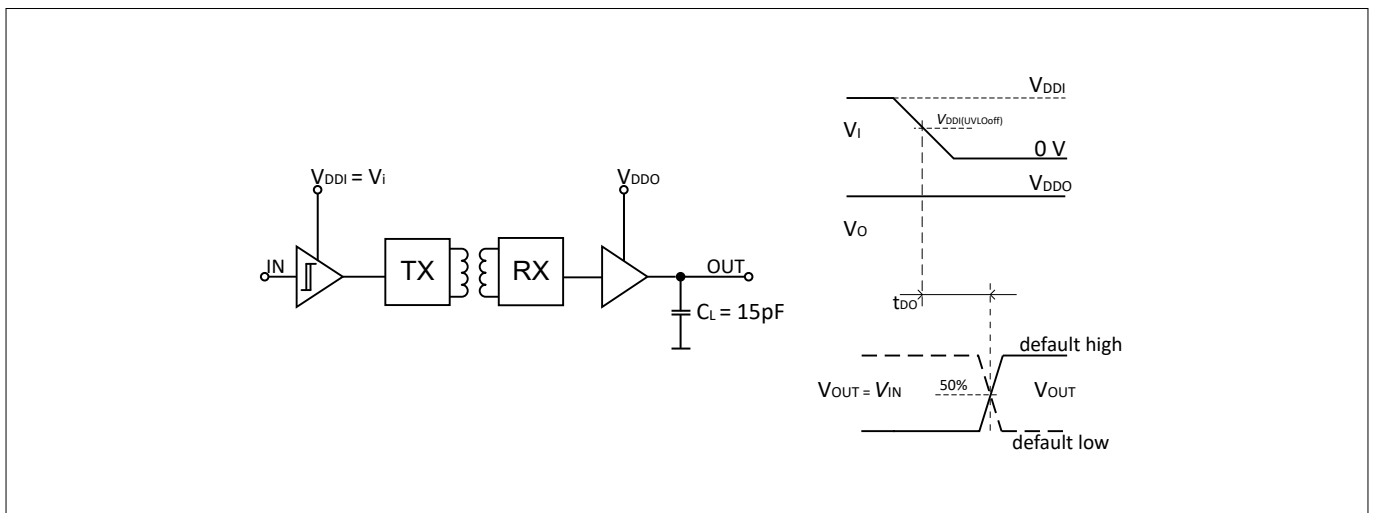 VDDI = Vi
VDDO
IN
TX
RX
OUT
CL = 15pF
VDDI
VDDI(UVLOoff)
VI
0 V
VDDO
VO
tDO
default high
VOUT = VIN
50%
VOUT
default low